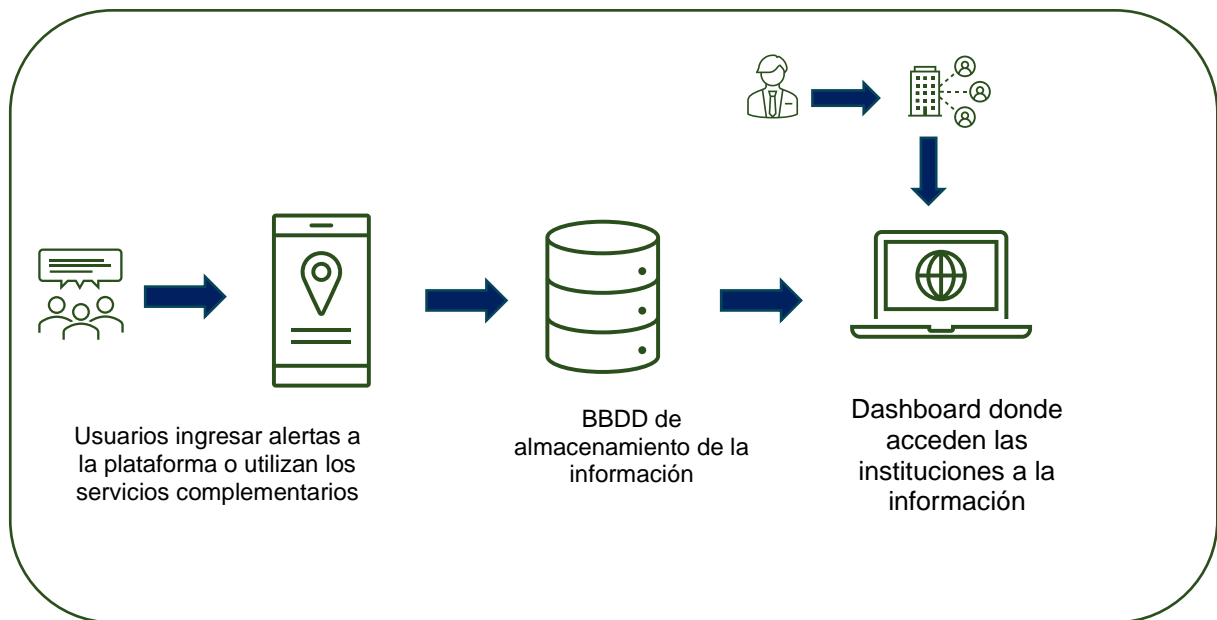 Usuarios ingresar alertas a
la plataforma o utilizan los
servicios complementarios
BBDD de
almacenamiento de la
información
Dashboard donde
acceden las
instituciones a la
información